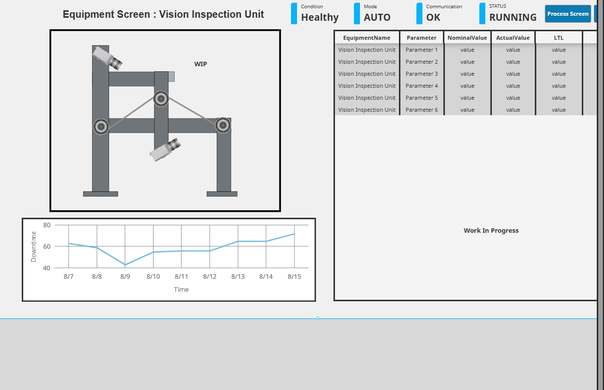 Equipment Screen : Vision Inspection Unit
Condition
Healthy
Mode
AUTO
Communication
OK
STATUS
RUNNING
Process Screen
WIP
EquipmentName Parameter NominalValue ActualValue LTL
Vision Inspection Unit Parameter 1 value value value
Vision Inspection Unit Parameter 2 value value value
Vision Inspection Unit Parameter 3 value value value
Vision Inspection Unit Parameter 4 value value value
Vision Inspection Unit Parameter 5 value value value
Vision Inspection Unit Parameter 6 value value value
Work In Progress
80
60
40
Downtime
8/7 8/8 8/9 8/10 8/11 8/12 8/13 8/14 8/15
Time